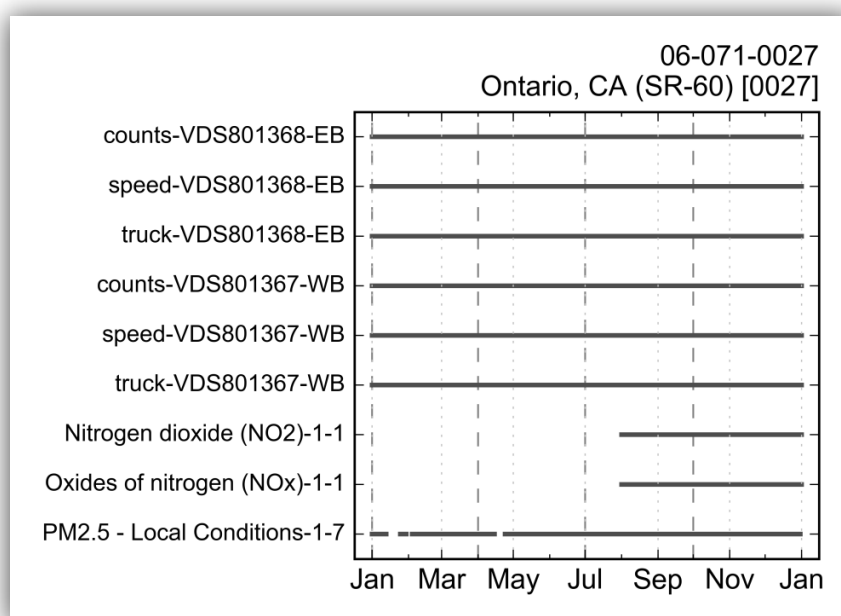 06-071-0027
Ontario, CA (SR-60) [0027]
counts-VDS801368-EB
speed-VDS801368-EB
truck-VDS801368-EB
counts-VDS801367-WB
speed-VDS801367-WB
truck-VDS801367-WB
Nitrogen dioxide (NO2)-1-1
Oxides of nitrogen (NOx)-1-1
PM2.5 - Local Conditions-1-7
Jan Mar May Jul Sep Nov Jan